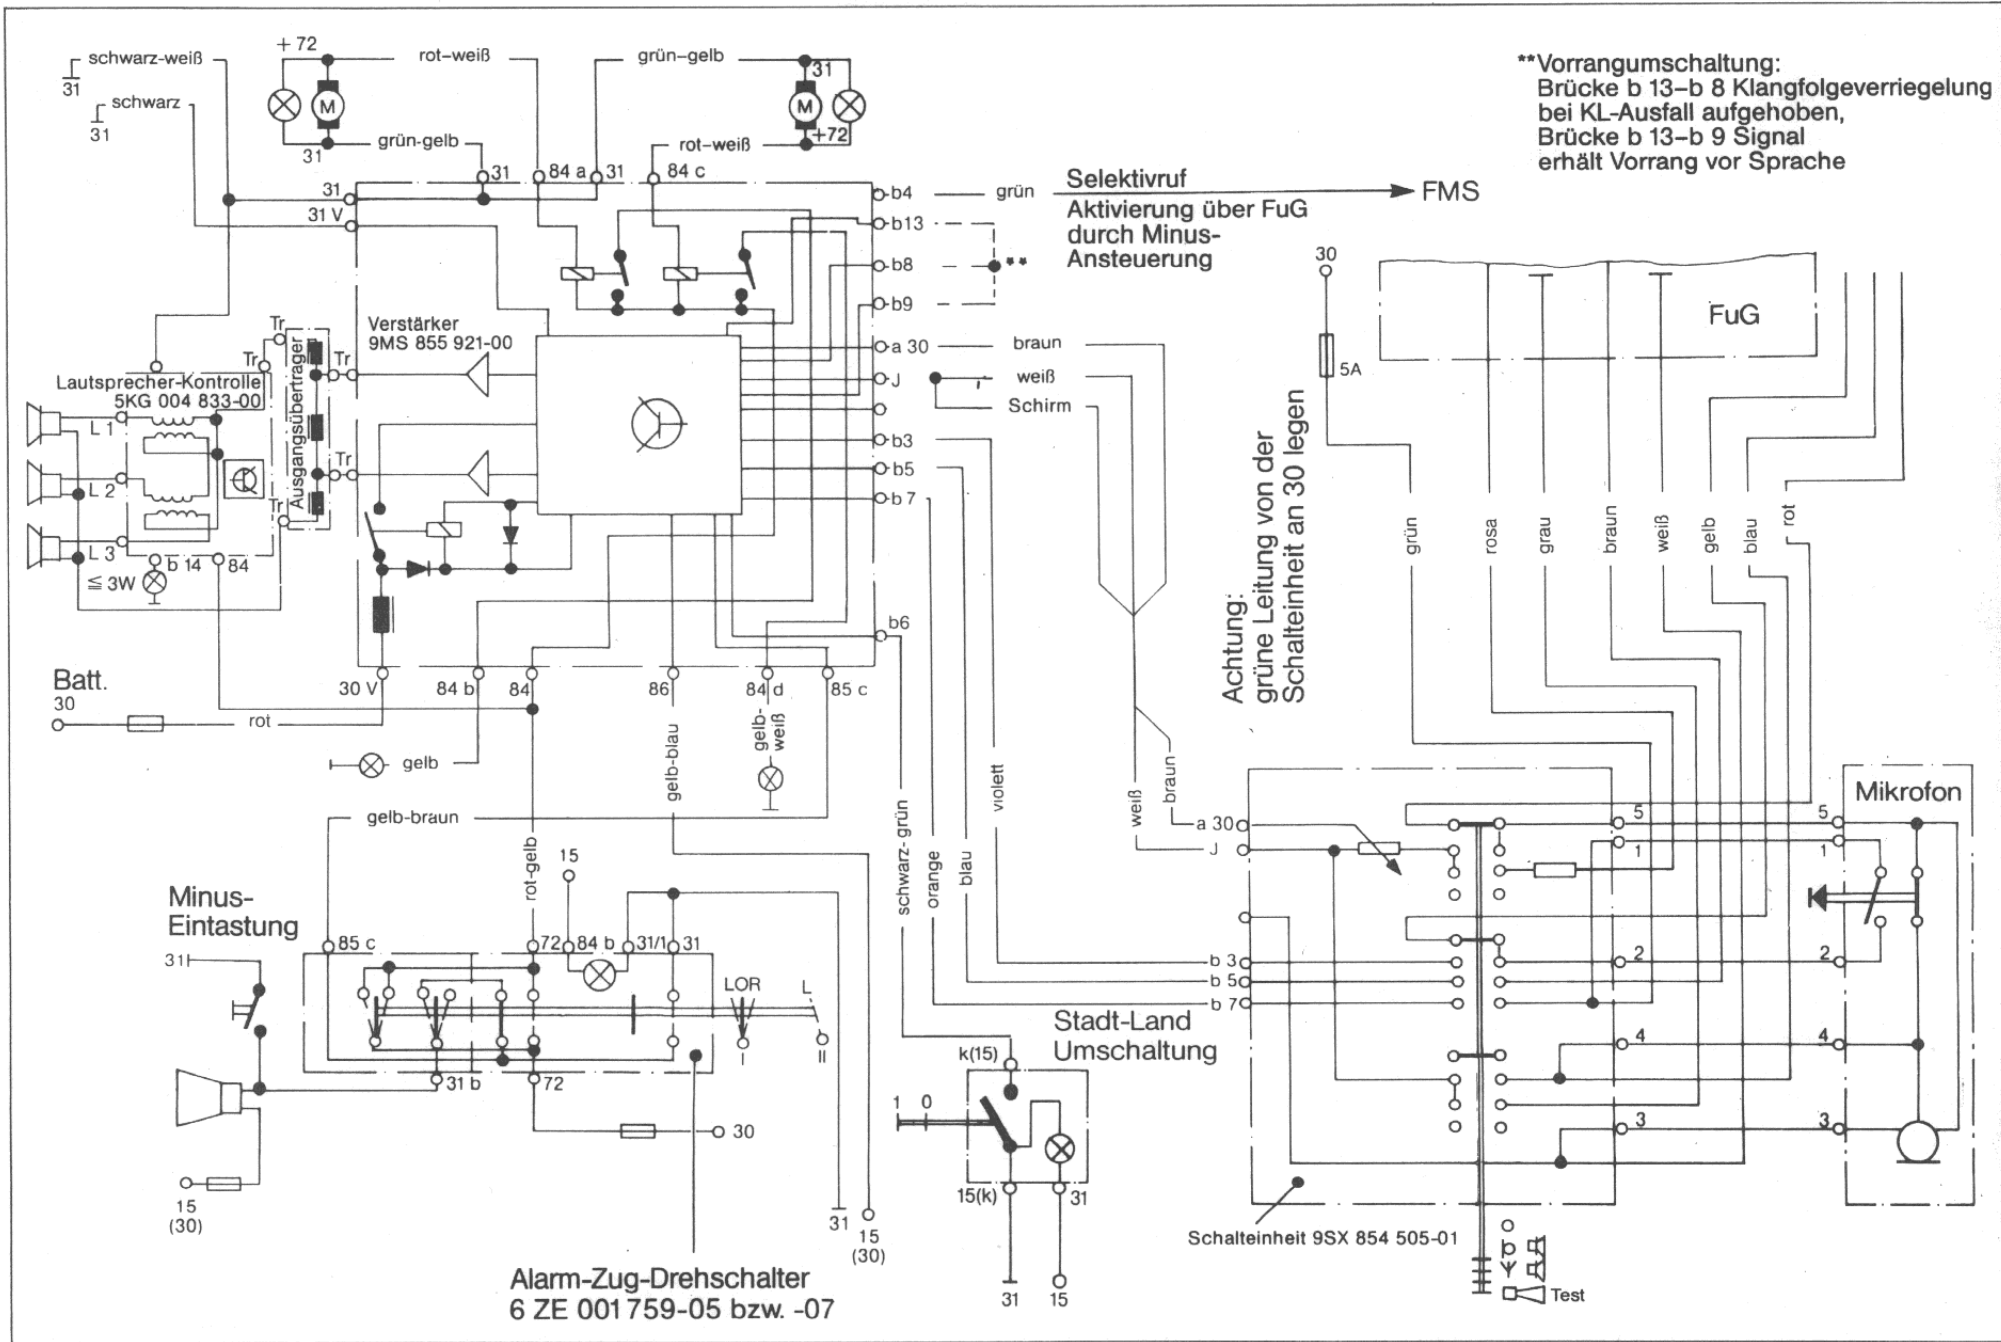 schwarz-weiß
31
schwarz
31
+72
rot-weiß
grün-gelb
31
M
M
+72
31
grün-gelb
rot-weiß
**Vorrangumschaltung:
Brücke b 13-b 8 Klangfolgeverriegelung
bei KL-Ausfall aufgehoben,
Brücke b 13-b 9 Signal
erhält Vorrang vor Sprache
31
31 V
31
84 a
31
84 c
b4
grün
Selektivruf
FMS
Aktivierung über FuG
durch Minus-
Ansteuerung
b13
b8
**
b9
30
5A
FuG
Verstärker
9MS 855 921-00
Tr
Tr
Tr
Tr
Tr
Ausgangsübertrager
Lautsprecher-Kontrolle
5KG 004 833-00
L 1
L 2
L 3
b 14
84
≦ 3W
a 30
braun
J
weiß
Schirm
b3
b5
b 7
b6
Achtung:
grüne Leitung von der
Schalteinheit an 30 legen
grün
rosa
grau
braun
weiß
gelb
blau
rot
Batt.
30
rot
30 V
84 b
84
86
84 d
85 c
gelb
gelb-braun
rot-gelb
gelb-blau
gelb-
weiß
schwarz-grün
orange
blau
violett
weiß
braun
Minus-
Eintastung
31
15
85 c
72
84 b
31/1
31
LOR
L
I
II
31 b
72
30
15
(30)
31
15
(30)
Alarm-Zug-Drehschalter
6 ZE 001759-05 bzw. -07
Stadt-Land
Umschaltung
k(15)
1
0
15(k)
31
31
15
a 30
J
b 3
b 5
b 7
5
1
2
4
3
5
1
2
4
3
Mikrofon
Schalteinheit 9SX 854 505-01
Test